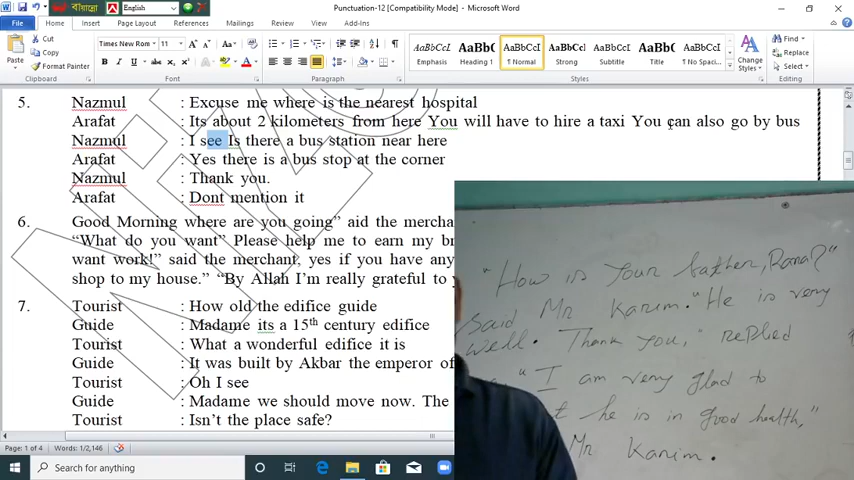 Punctuation-12 [Compatibility Mode] - Microsoft Word
English
File Home Insert Page Layout References Mailings Review View Add-Ins
Paste Cut Copy Format Painter Clipboard
Times New Rom 11
Font Paragraph
AaBbCcI Emphasis AaBbC Heading 1 AaBbCcI ¶ Normal AaBbCcI Strong AaBbCcI Subtitle AaBb( Title AaBbCcI ¶ No Spaci...
Change Styles Styles
Find Replace Select Editing
5. Nazmul : Excuse me where is the nearest hospital
Arafat : Its about 2 kilometers from here You will have to hire a taxi You can also go by bus
Nazmul : I see Is there a bus station near here
Arafat : Yes there is a bus stop at the corner
Nazmul : Thank you.
Arafat : Dont mention it
6. Good Morning where are you going” aid the mercha
“What do you want” Please help me to earn my br
want work!” said the merchant, yes if you have any
shop to my house.” “By Allah I’m really grateful to
7. Tourist : How old the edifice guide
Guide : Madame its a 15th century edifice
Tourist : What a wonderful edifice it is
Guide : It was built by Akbar the emperor of
Tourist : Oh I see
Guide : Madame we should move now. The
Tourist : Isn’t the place safe?
"How is your father, Rana?"
said Mr Karim. "He is very
well. Thank you," replied
"I am very glad to
he is in good health,"
Mr Karim.
Page: 1 of 4 Words: 1/2,146
Search for anything